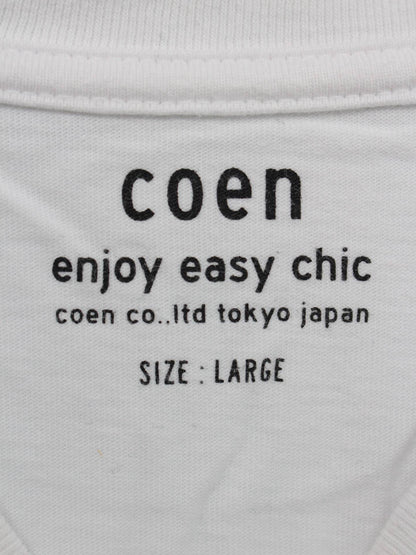 coen
enjoy easy chic
coen co.,ltd tokyo japan
SIZE : LARGE